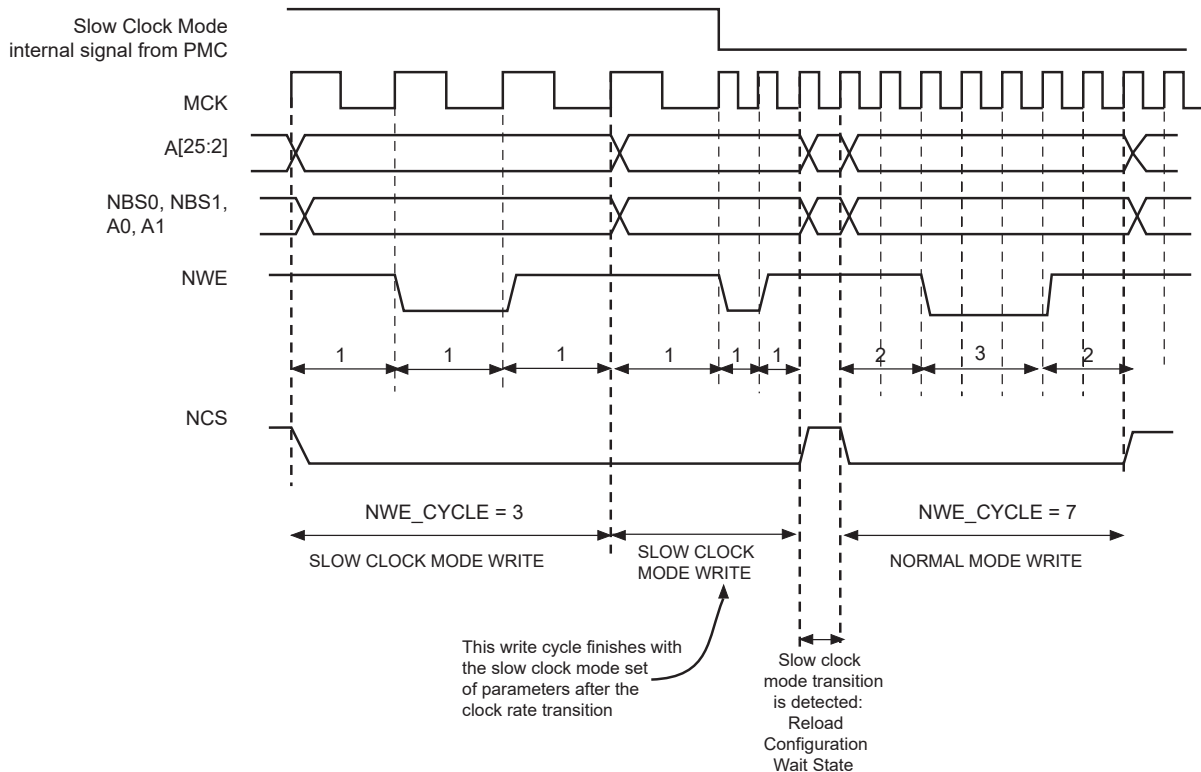 Slow Clock Mode
internal signal from PMC
MCK
A[25:2]
NBS0, NBS1,
A0, A1
NWE
1 1 1 1 1 1 2 3 2
NCS
NWE_CYCLE = 3 NWE_CYCLE = 7
SLOW CLOCK MODE WRITE
SLOW CLOCK
MODE WRITE
NORMAL MODE WRITE
This write cycle finishes with
the slow clock mode set
of parameters after the
clock rate transition
Slow clock
mode transition
is detected:
Reload
Configuration
Wait State